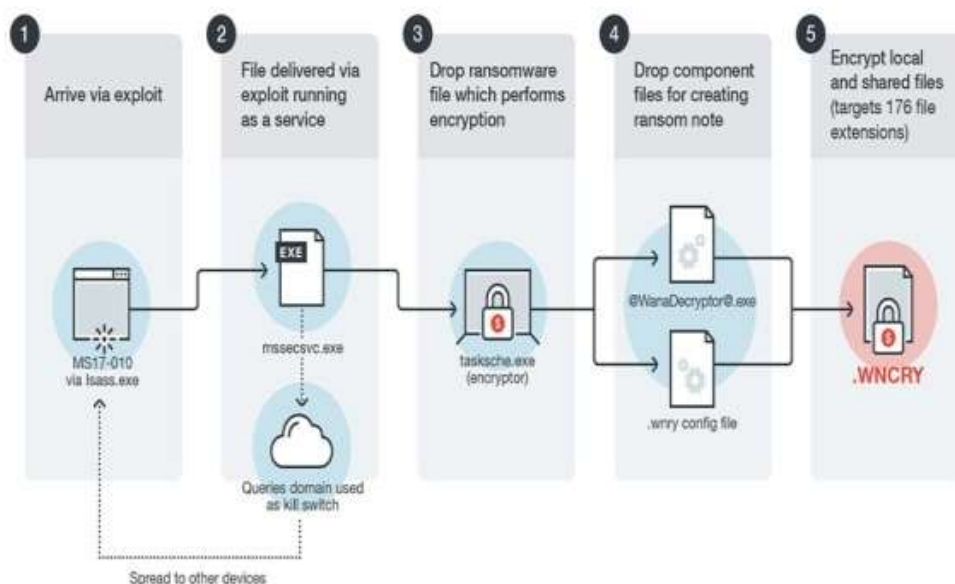 1
Arrive via exploit
MS17-010
via lsass.exe
2
File delivered via
exploit running
as a service
EXE
mssecsvc.exe
Queries domain used
as kill switch
Spread to other devices
3
Drop ransomware
file which performs
encryption
$
tasksche.exe
(encryptor)
4
Drop component
files for creating
ransom note
@WanaDecryptor@.exe
.wnry config file
5
Encrypt local
and shared files
(targets 176 file
extensions)
$
.WNCRY